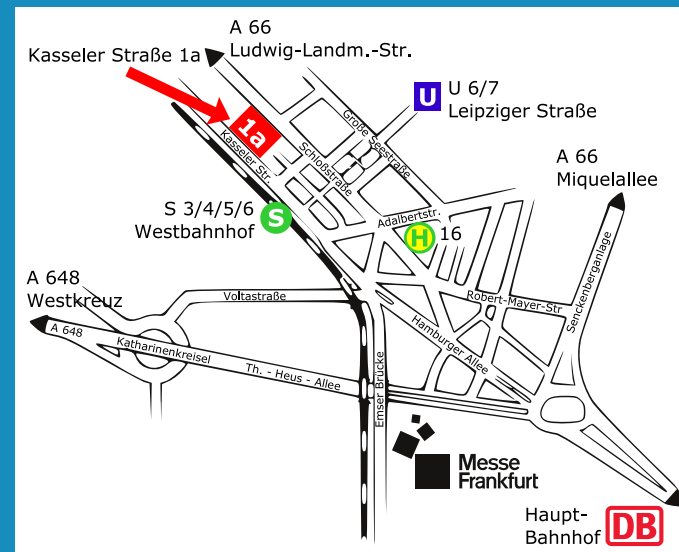 A 66
Ludwig-Landm.-Str.
Kasseler Straße 1a
1a
U
U 6/7
Leipziger Straße
Große Seestraße
Kasseler Str.
Schloßstraße
A 66
Miquelallee
S 3/4/5/6
Westbahnhof
S
Adalbertstr.
H
16
Senckenberganlage
A 648
Westkreuz
Voltastraße
Robert-Mayer-Str
A 648
Katharinenkreisel
Hamburger Allee
Th. - Heus - Allee
Emser Brücke
Messe
Frankfurt
Haupt-
Bahnhof
DB